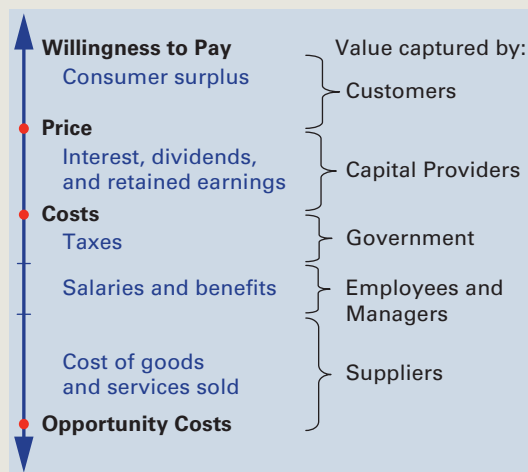 Willingness to Pay
Value captured by:
Consumer surplus
Customers
Price
Interest, dividends,
and retained earnings
Capital Providers
Costs
Taxes
Government
Salaries and benefits
Employees and
Managers
Cost of goods
and services sold
Suppliers
Opportunity Costs